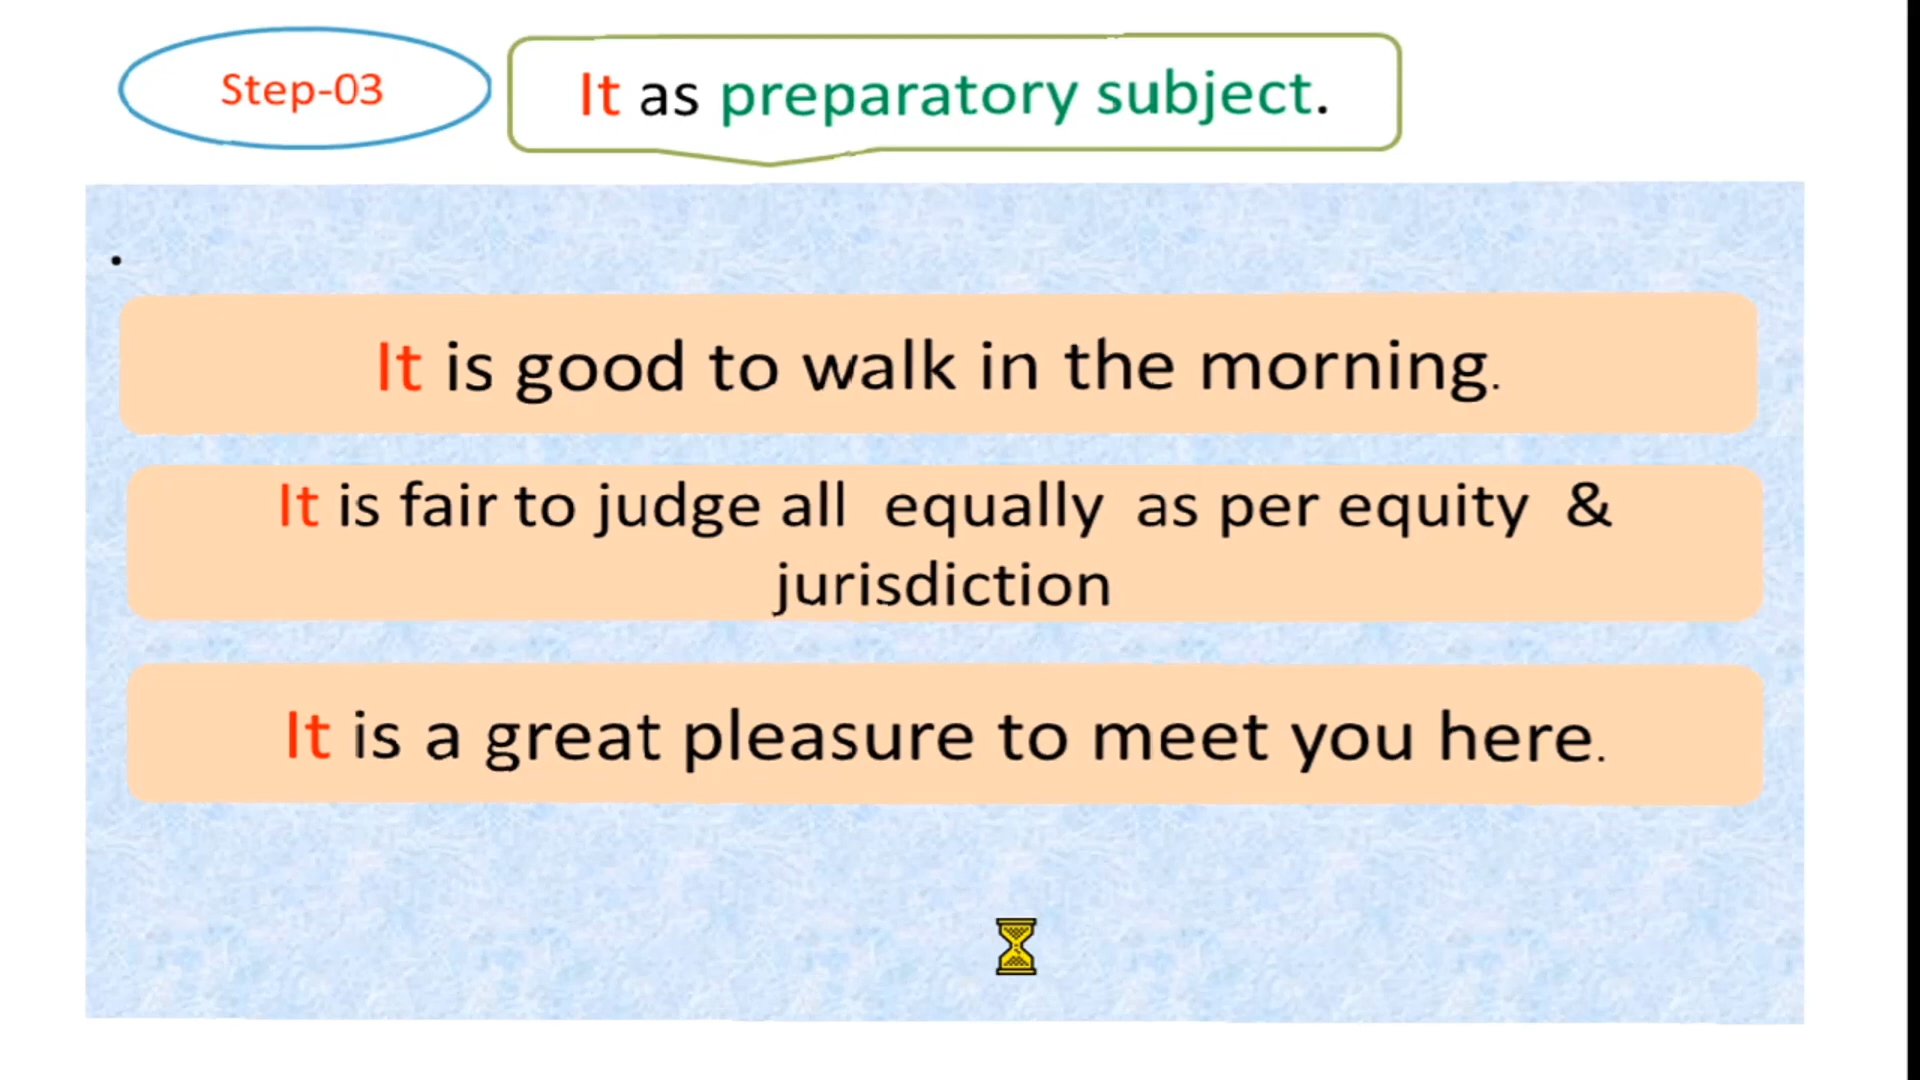 Step-03
It as preparatory subject.
.
It is good to walk in the morning.
It is fair to judge all equally as per equity &
jurisdiction
It is a great pleasure to meet you here.